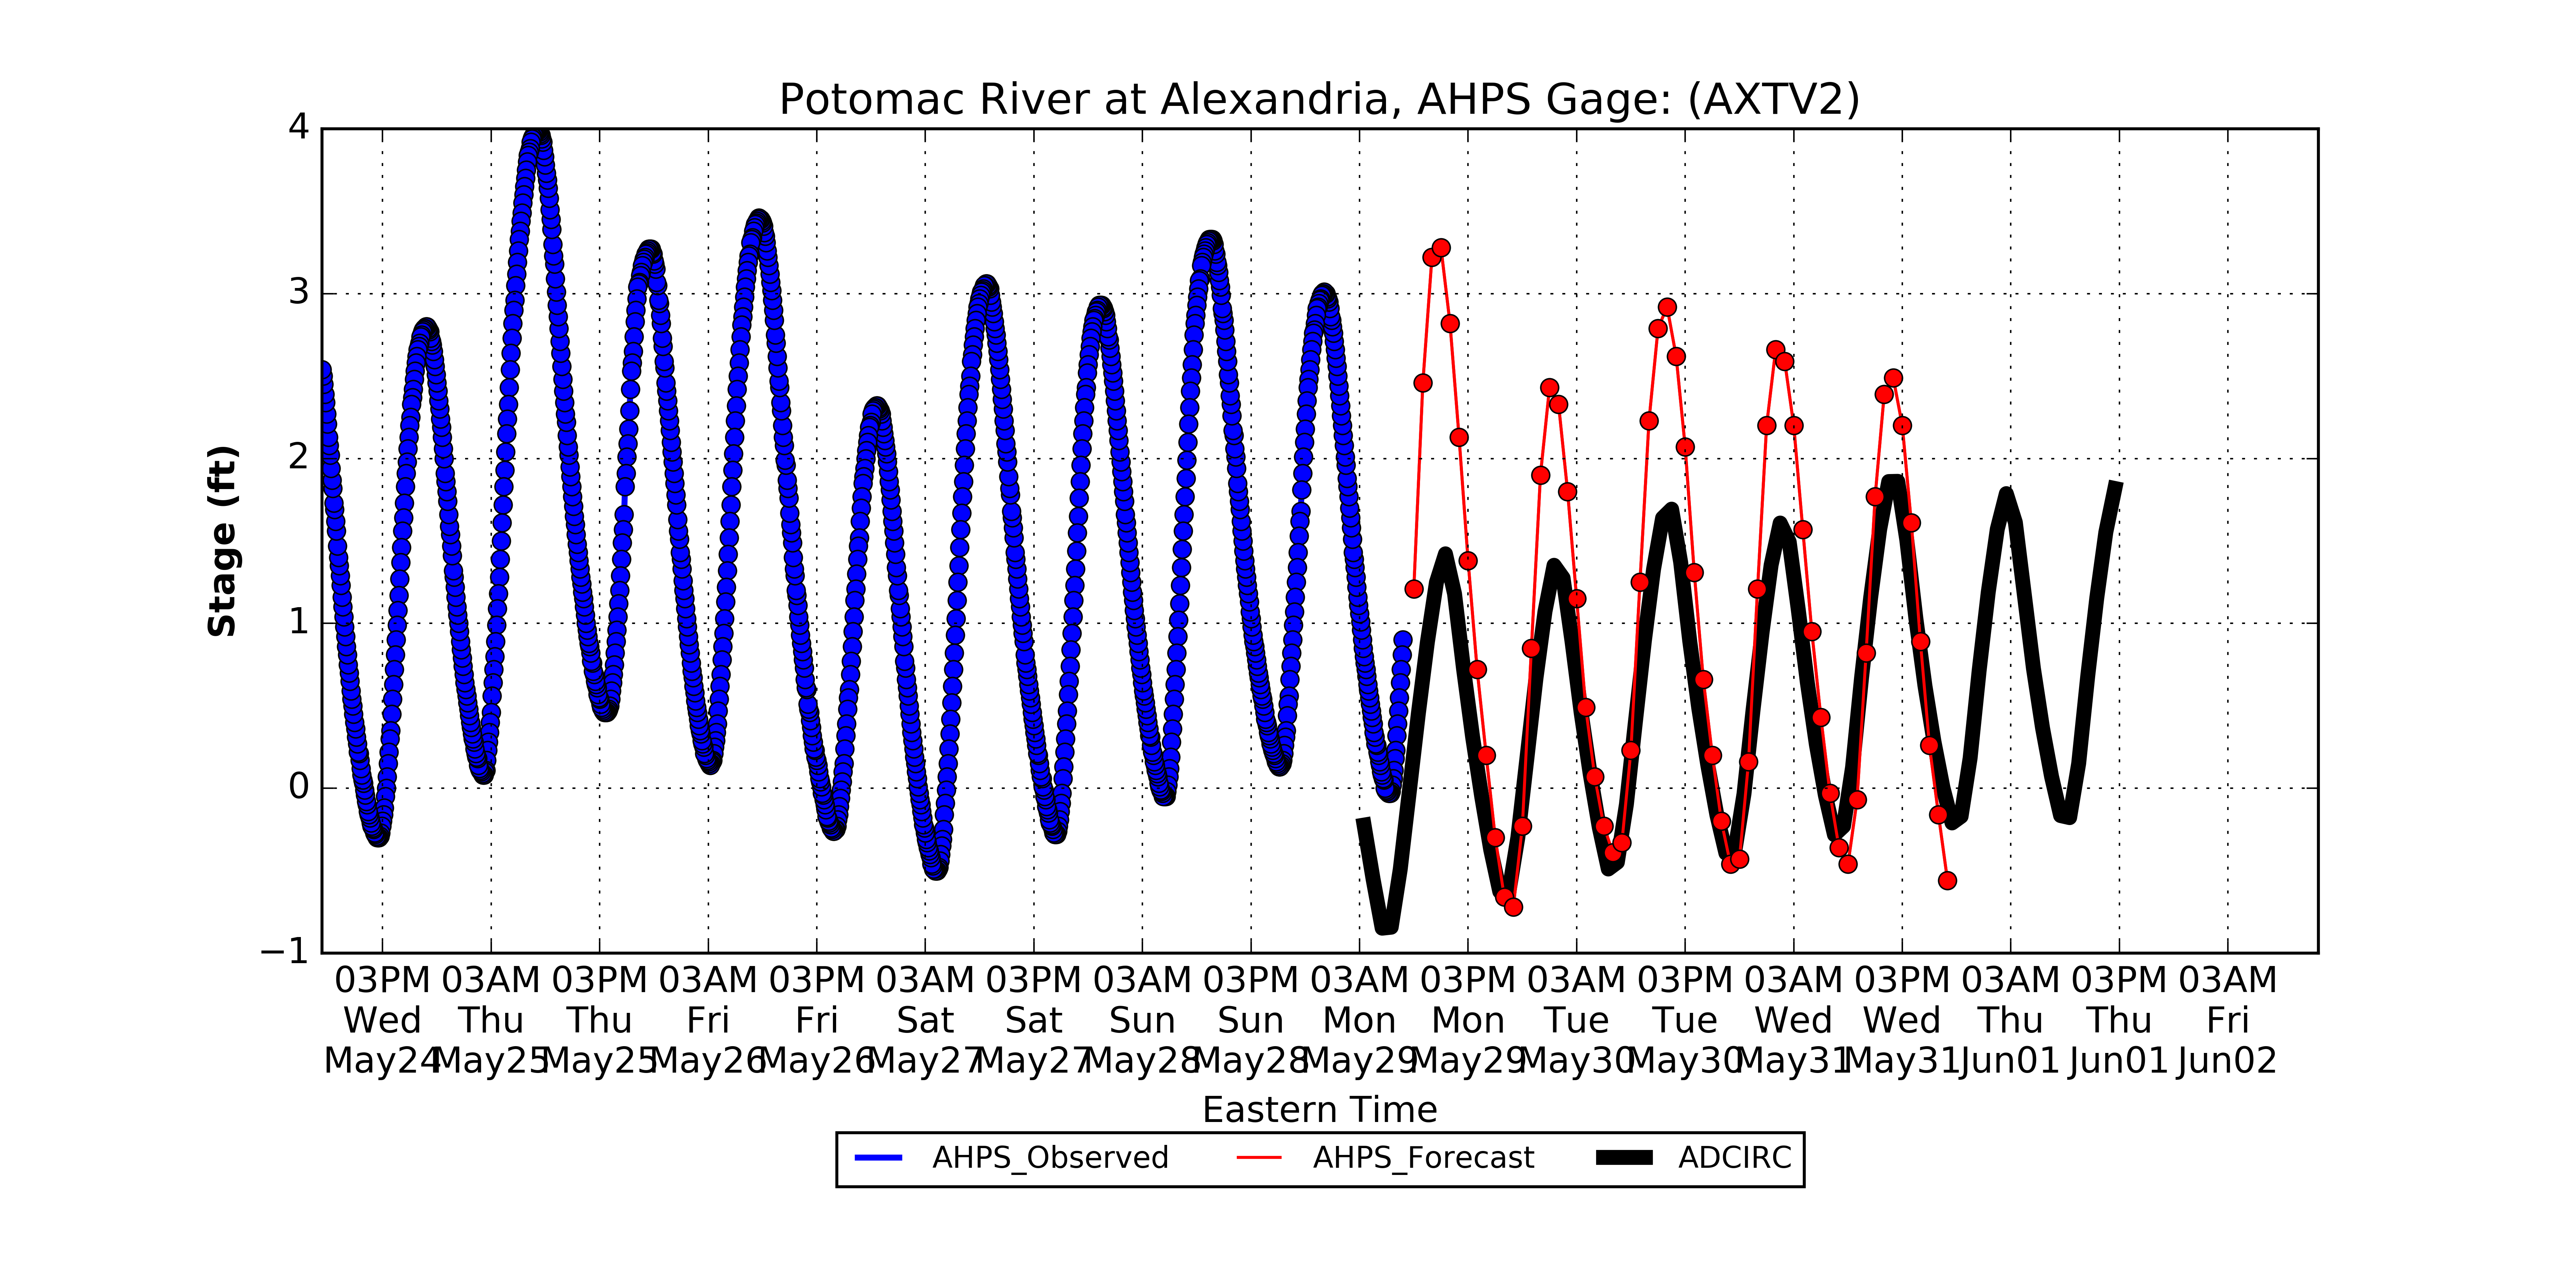 Potomac River at Alexandria, AHPS Gage: (AXTV2)
4
3
2
1
0
−1
Stage (ft)
03PM 03AM 03PM 03AM 03PM 03AM 03PM 03AM 03PM 03AM 03PM 03AM 03PM 03AM 03PM 03AM 03PM 03AM
Wed Thu Thu Fri Fri Sat Sat Sun Sun Mon Mon Tue Tue Wed Wed Thu Thu Fri
May24 May25 May25 May26 May26 May27 May27 May28 May28 May29 May29 May30 May30 May31 May31 Jun01 Jun01 Jun02
Eastern Time
AHPS_Observed AHPS_Forecast ADCIRC